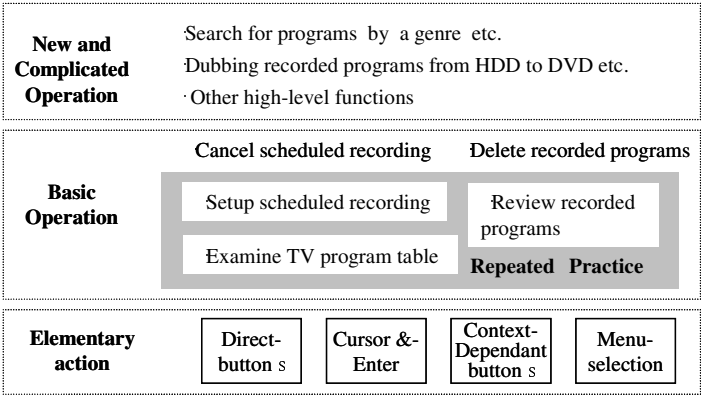 New and
Complicated
Operation
·Search for programs by a genre etc.
·Dubbing recorded programs from HDD to DVD etc.
· Other high-level functions
Basic
Operation
Cancel scheduled recording
·Delete recorded programs
·Setup scheduled recording
·Examine TV program table
·Review recorded
programs
Repeated Practice
Elementary
action
Direct-
button s
Cursor &-
Enter
Context-
Dependant
button s
Menu-
selection